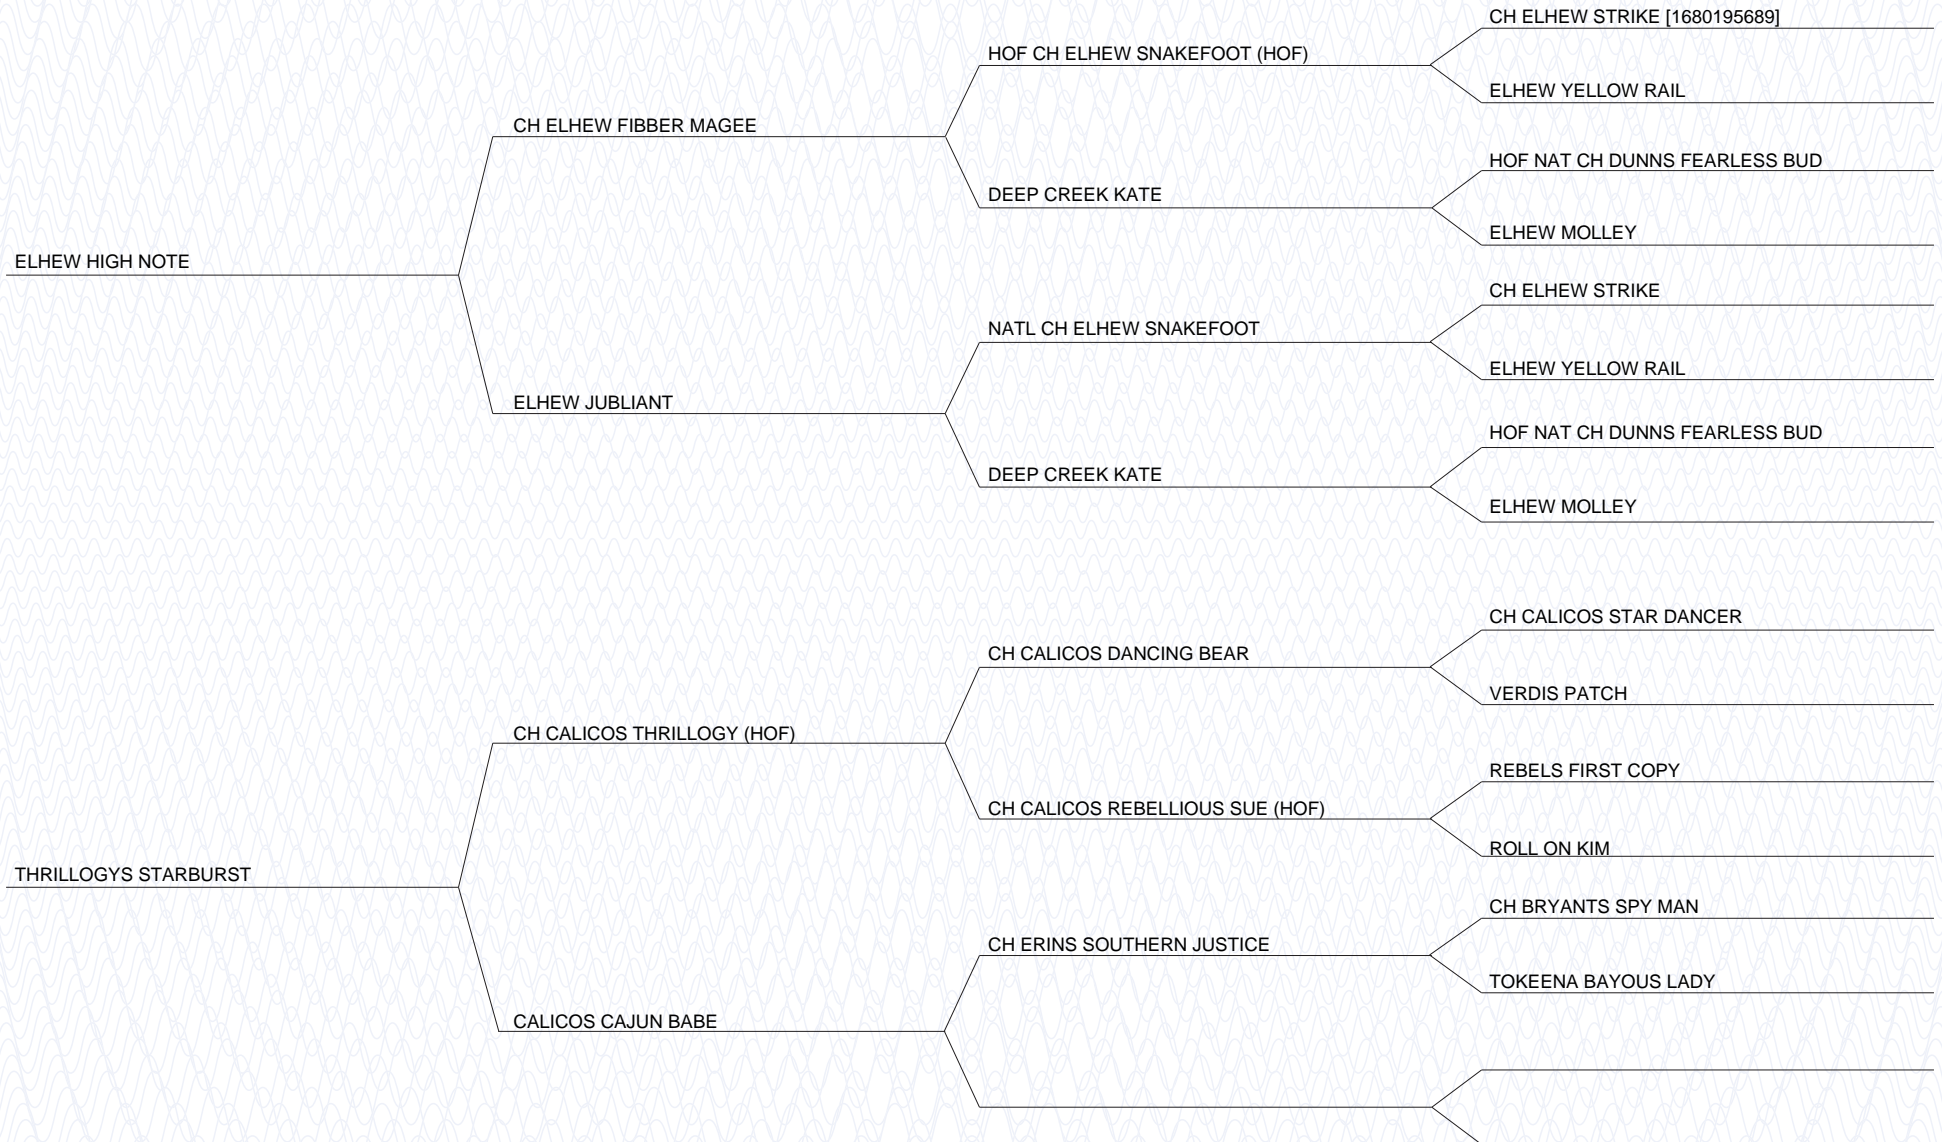 CH ELHEW STRIKE [1680195689]
HOF CH ELHEW SNAKEFOOT (HOF)
ELHEW YELLOW RAIL
CH ELHEW FIBBER MAGEE
HOF NAT CH DUNNS FEARLESS BUD
DEEP CREEK KATE
ELHEW MOLLEY
ELHEW HIGH NOTE
CH ELHEW STRIKE
NATL CH ELHEW SNAKEFOOT
ELHEW YELLOW RAIL
ELHEW JUBLIANT
HOF NAT CH DUNNS FEARLESS BUD
DEEP CREEK KATE
ELHEW MOLLEY
CH CALICOS STAR DANCER
CH CALICOS DANCING BEAR
VERDIS PATCH
CH CALICOS THRILLOGY (HOF)
REBELS FIRST COPY
CH CALICOS REBELLIOUS SUE (HOF)
ROLL ON KIM
THRILLOGYS STARBURST
CH BRYANTS SPY MAN
CH ERINS SOUTHERN JUSTICE
TOKEENA BAYOUS LADY
CALICOS CAJUN BABE